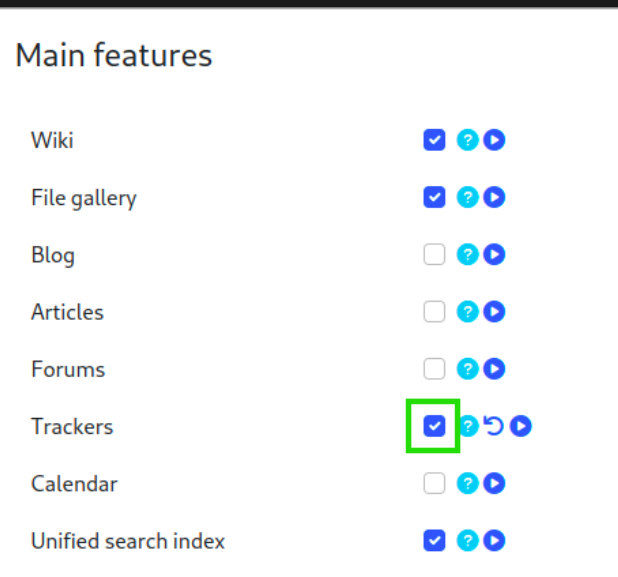 Main features
Wiki
File gallery
Blog
Articles
Forums
Trackers
Calendar
Unified search index